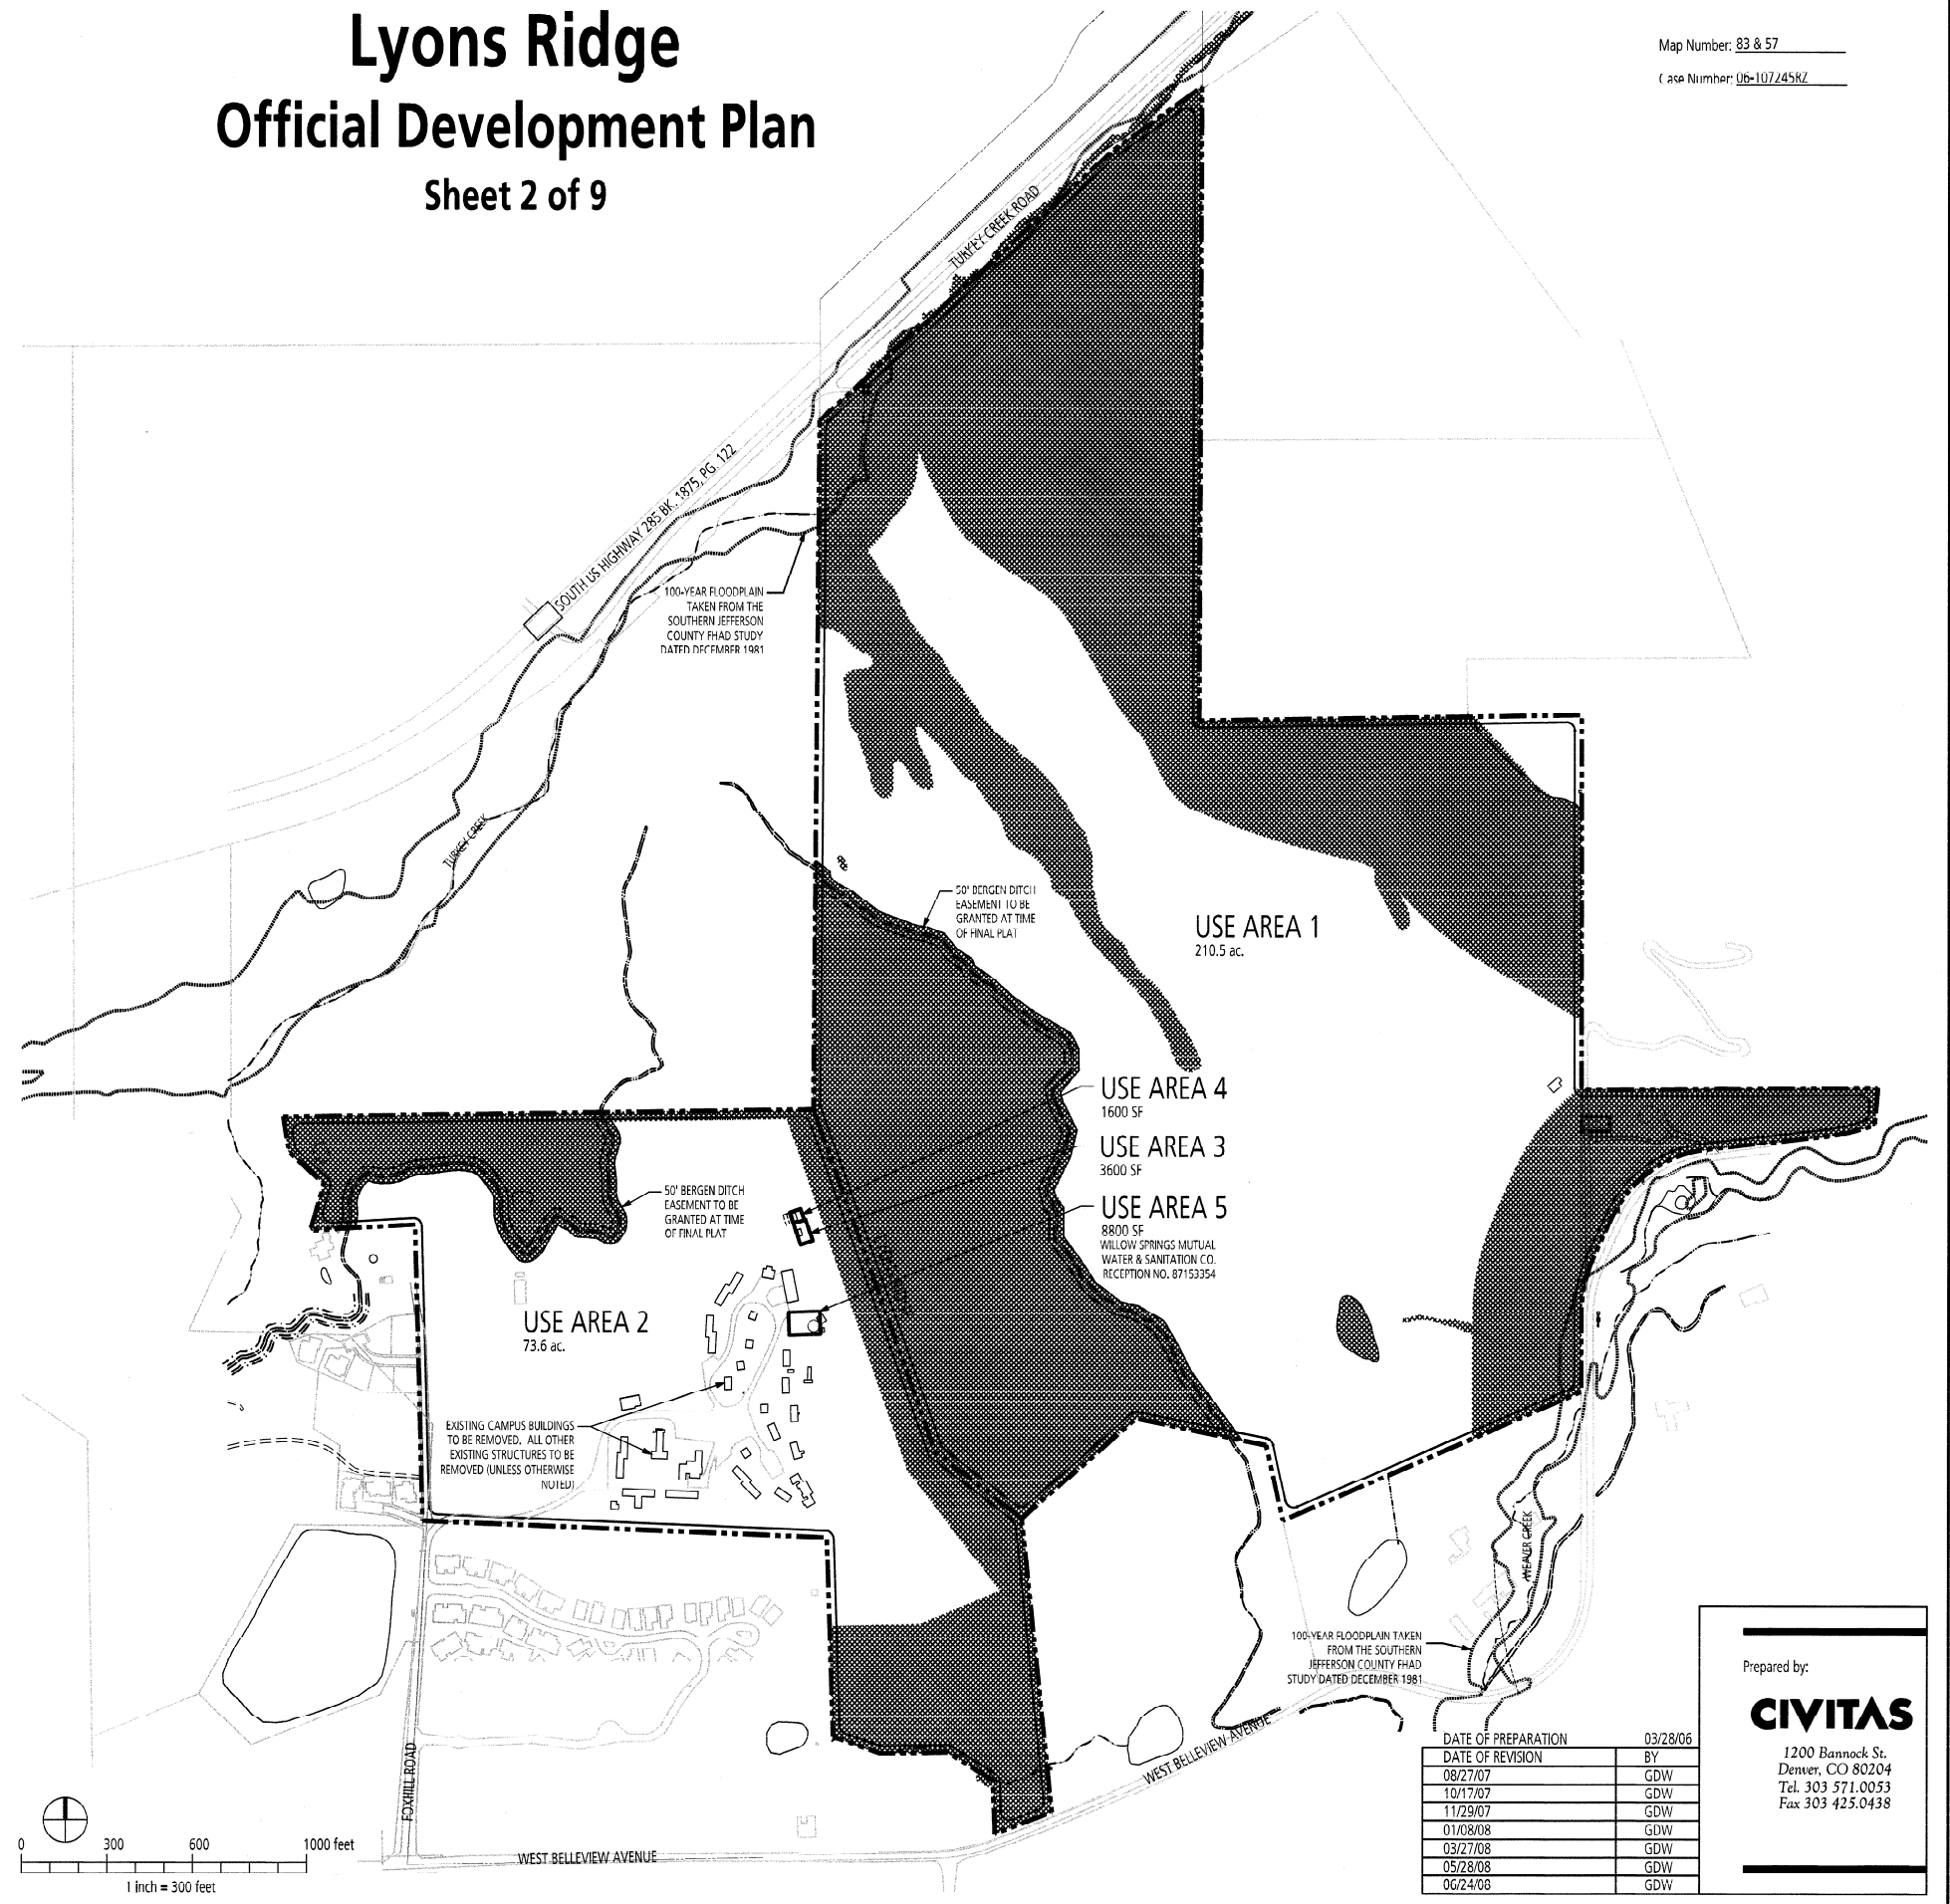 Lyons Ridge
Official Development Plan
Sheet 2 of 9
Map Number: 83 & 57
Case Number: 06-107245RZ
TURKEY CREEK ROAD
SOUTH US HIGHWAY 285 BK. 1875, PG. 122
100-YEAR FLOODPLAIN
TAKEN FROM THE
SOUTHERN JEFFERSON
COUNTY FHAD STUDY
DATED DECEMBER 1981
TURKEY CREEK
50' BERGEN DITCH
EASEMENT TO BE
GRANTED AT TIME
OF FINAL PLAT
USE AREA 1
210.5 ac.
USE AREA 4
1600 SF
USE AREA 3
3600 SF
USE AREA 5
8800 SF
WILLOW SPRINGS MUTUAL
WATER & SANITATION CO.
RECEPTION NO. 87153354
50' BERGEN DITCH
EASEMENT TO BE
GRANTED AT TIME
OF FINAL PLAT
USE AREA 2
73.6 ac.
EXISTING CAMPUS BUILDINGS
TO BE REMOVED. ALL OTHER
EXISTING STRUCTURES TO BE
REMOVED (UNLESS OTHERWISE
NOTED)
WEAVER CREEK
100-YEAR FLOODPLAIN TAKEN
FROM THE SOUTHERN
JEFFERSON COUNTY FHAD
STUDY DATED DECEMBER 1981
WEST BELLEVIEW AVENUE
FOXHILL ROAD
WEST BELLEVIEW AVENUE
0 300 600 1000 feet
1 inch = 300 feet
DATE OF PREPARATION 03/28/06
DATE OF REVISION BY
08/27/07 GDW
10/17/07 GDW
11/29/07 GDW
01/08/08 GDW
03/27/08 GDW
05/28/08 GDW
06/24/08 GDW
Prepared by:
CIVITAS
1200 Bannock St.
Denver, CO 80204
Tel. 303 571.0053
Fax 303 425.0438